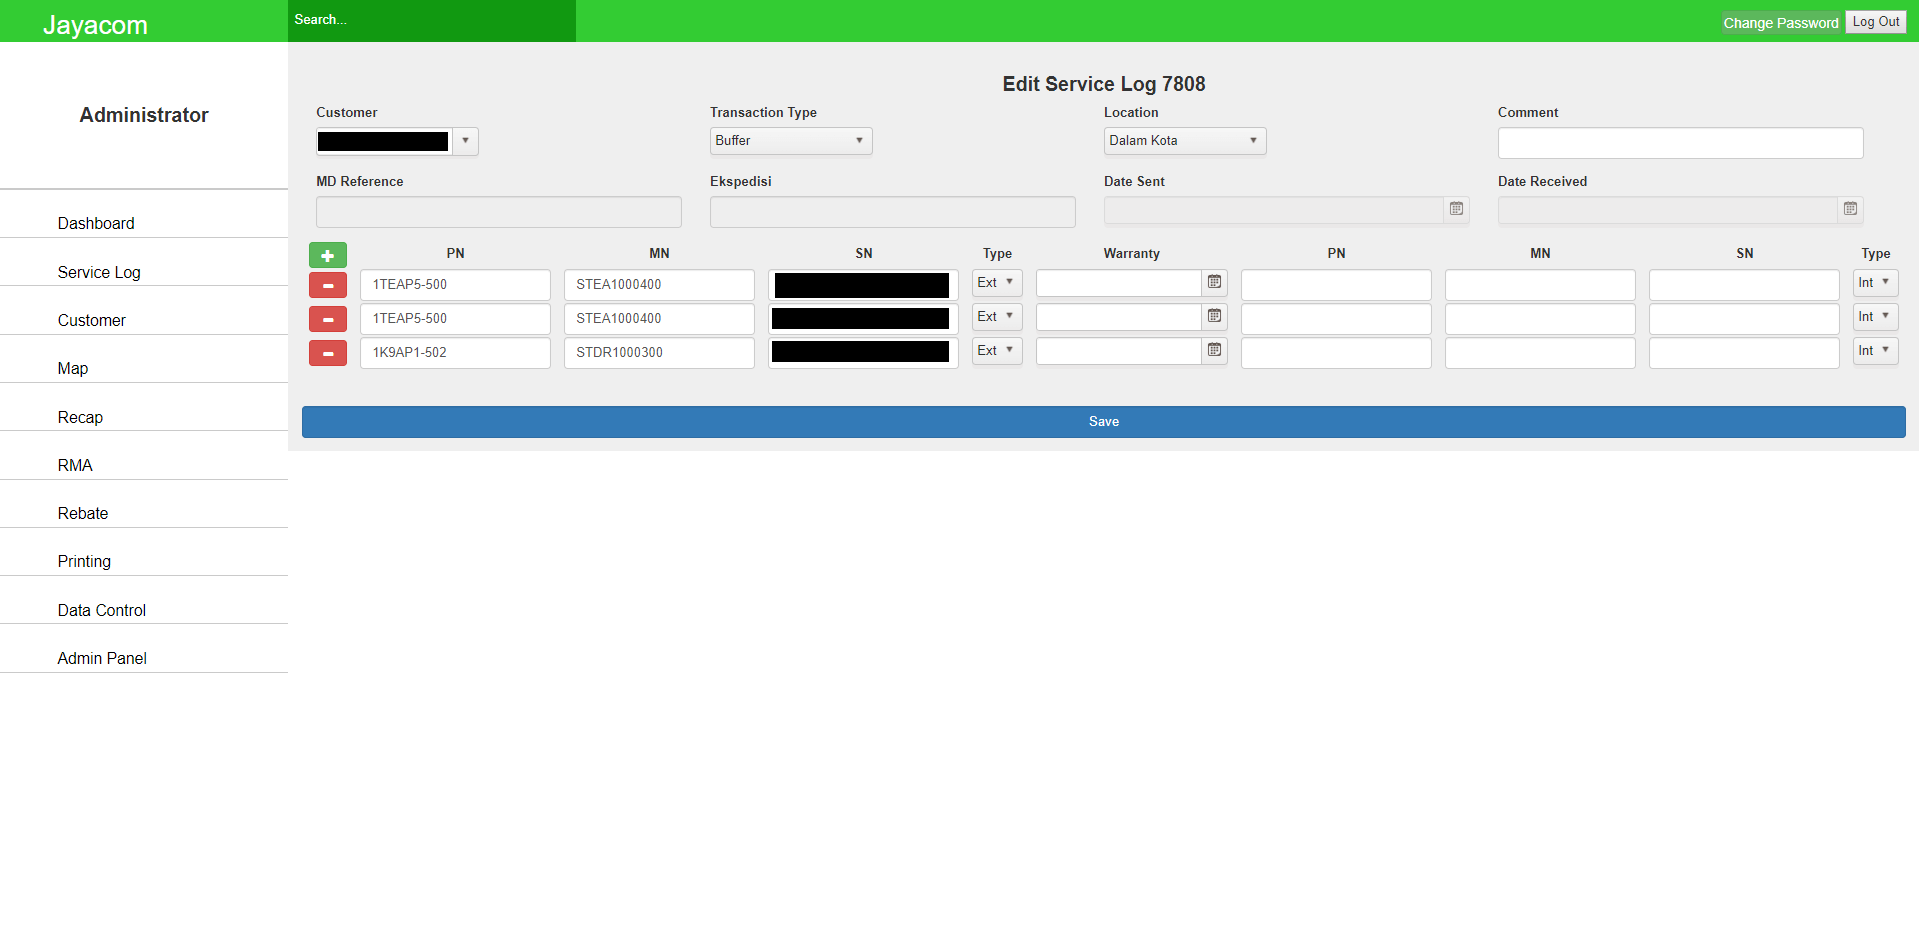 Jayacom
Search...
Change Password
Log Out
Administrator
Dashboard
Service Log
Customer
Map
Recap
RMA
Rebate
Printing
Data Control
Admin Panel
Edit Service Log 7808
Customer Transaction Type Location Comment
Buffer Dalam Kota
MD Reference Ekspedisi Date Sent Date Received
PN MN SN Type Warranty PN MN SN Type
1TEAP5-500 STEA1000400 Ext Int
1TEAP5-500 STEA1000400 Ext Int
1K9AP1-502 STDR1000300 Ext Int
Save